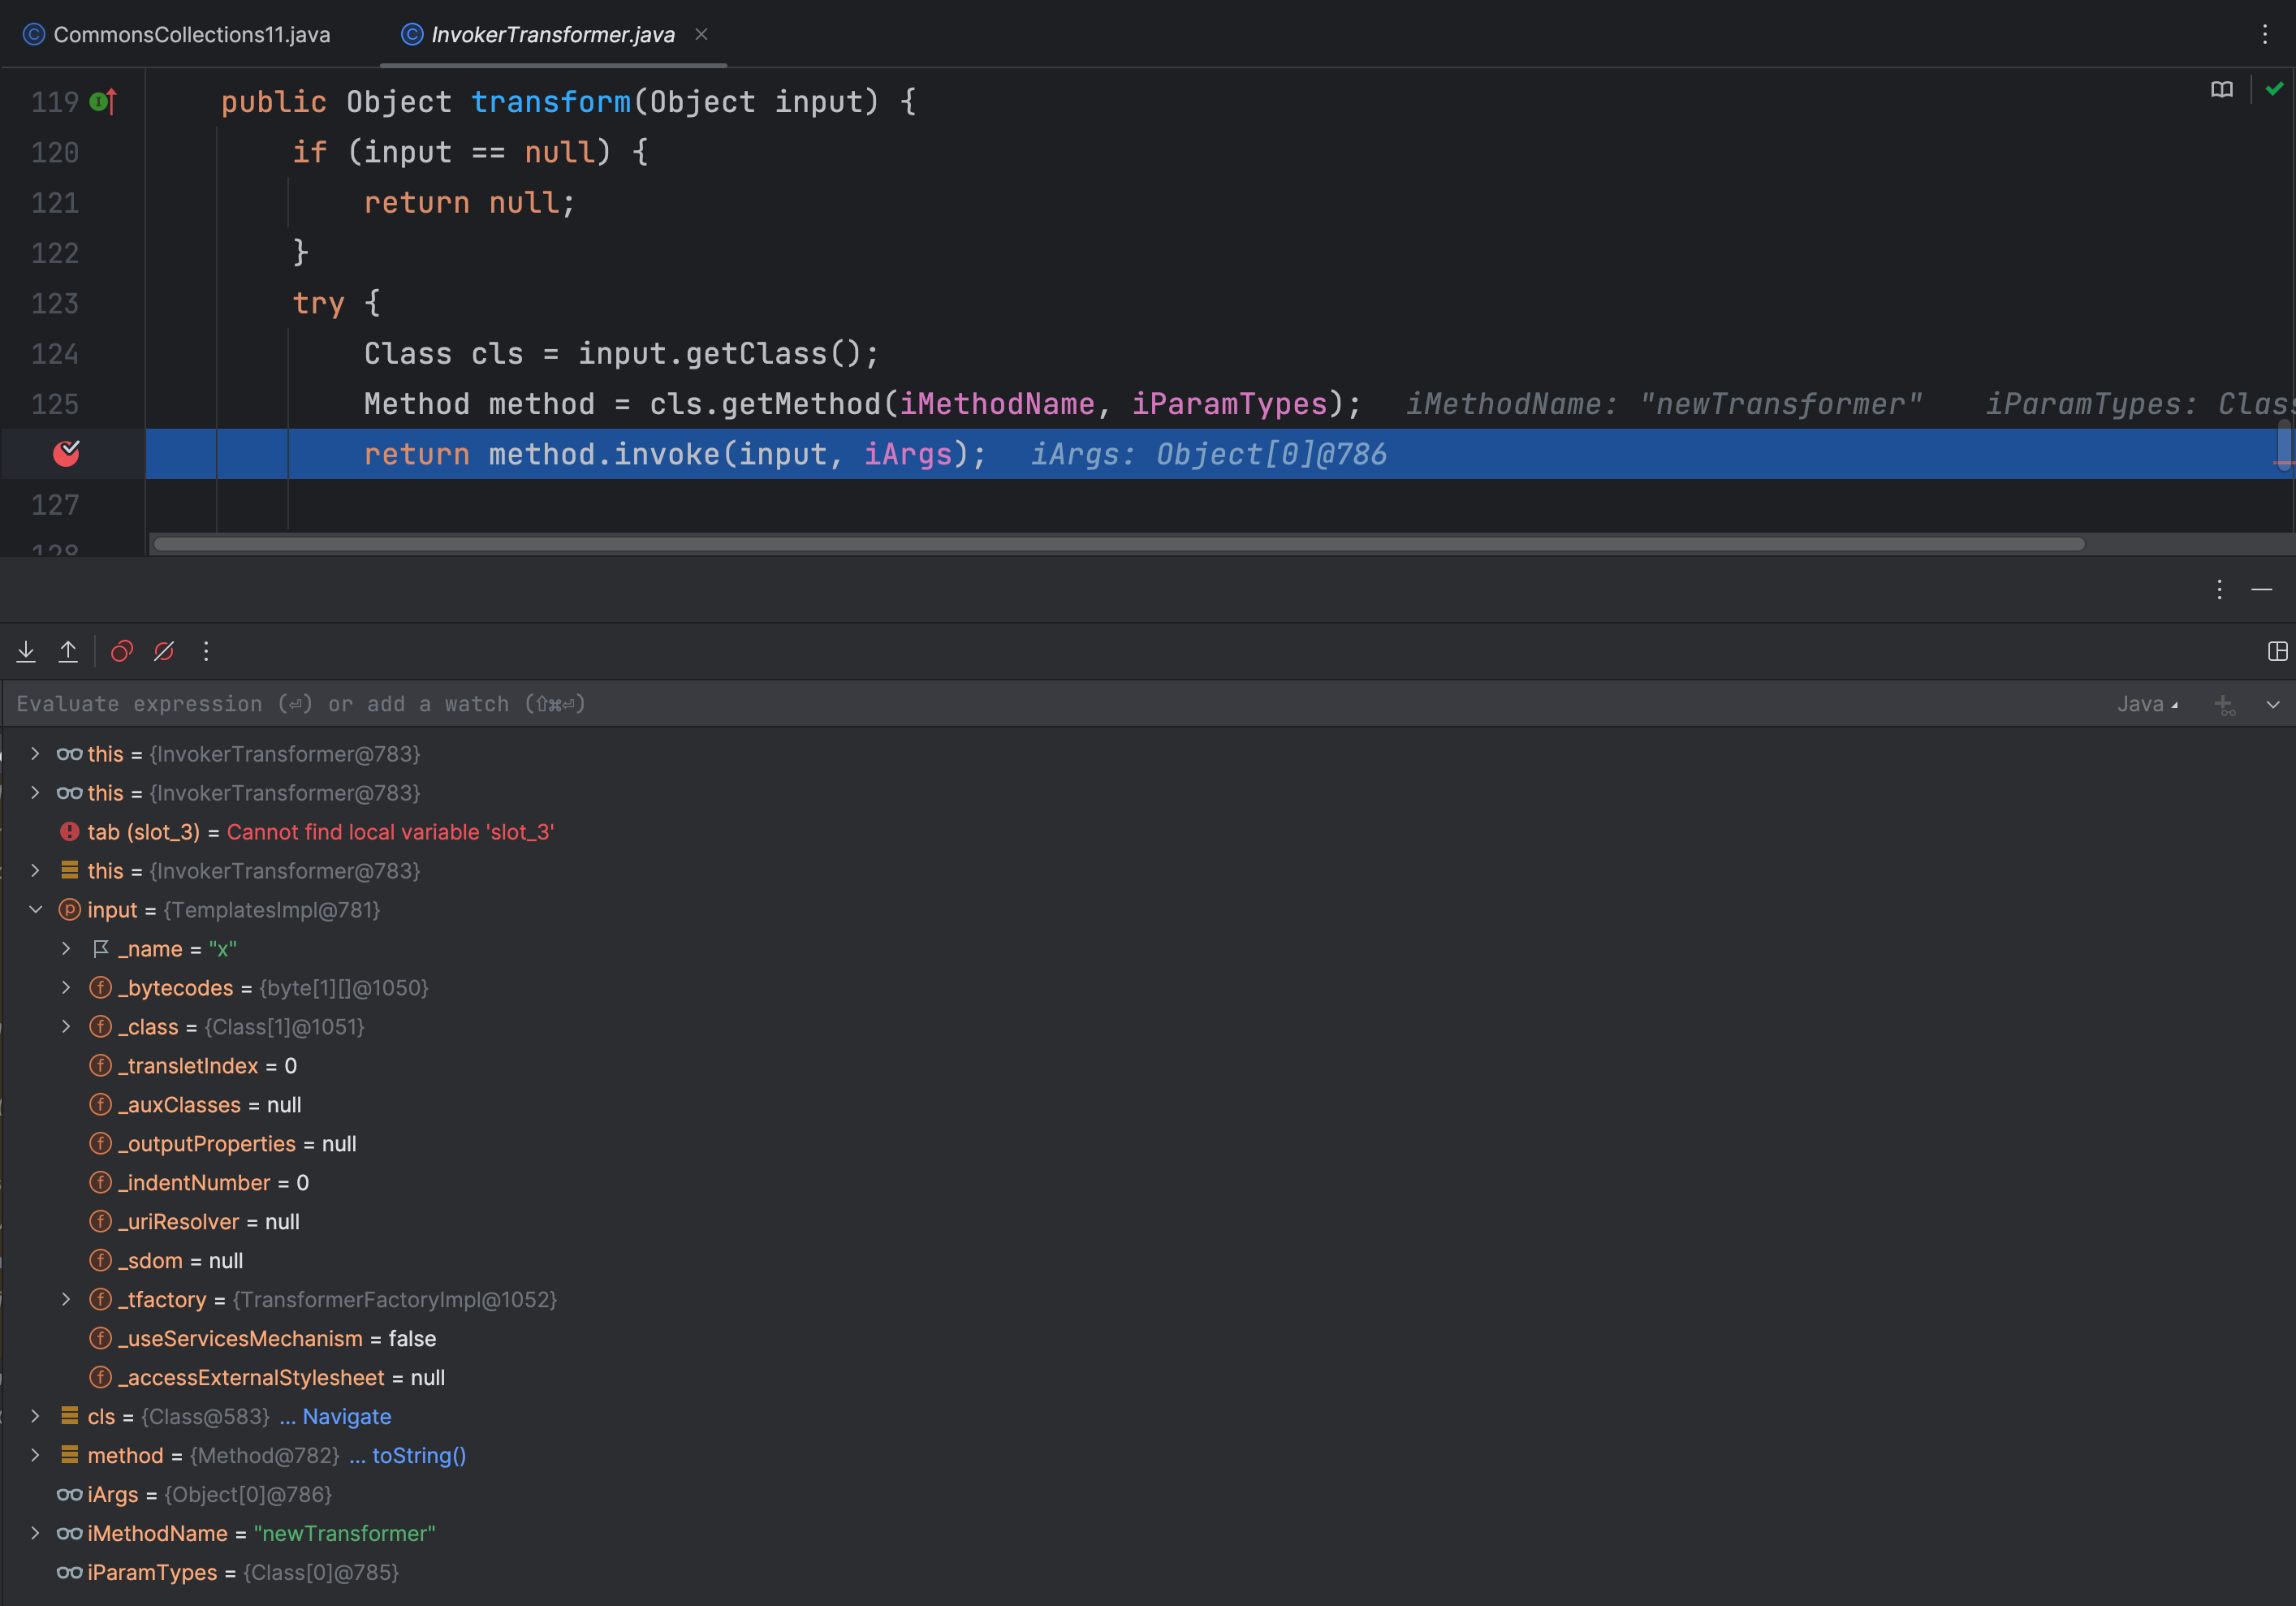 CommonsCollections11.java
InvokerTransformer.java
119 public Object transform(Object input) {
120 if (input == null) {
121 return null;
122 }
123 try {
124 Class cls = input.getClass();
125 Method method = cls.getMethod(iMethodName, iParamTypes); iMethodName: "newTransformer" iParamTypes: Clas
return method.invoke(input, iArgs); iArgs: Object[0]@786
127
128
Evaluate expression (⏎) or add a watch (⇧⌘⏎) Java
this = {InvokerTransformer@783}
this = {InvokerTransformer@783}
tab (slot_3) = Cannot find local variable 'slot_3'
this = {InvokerTransformer@783}
input = {TemplatesImpl@781}
_name = "x"
_bytecodes = {byte[1][]@1050}
_class = {Class[1]@1051}
_transletIndex = 0
_auxClasses = null
_outputProperties = null
_indentNumber = 0
_uriResolver = null
_sdom = null
_tfactory = {TransformerFactoryImpl@1052}
_useServicesMechanism = false
_accessExternalStylesheet = null
cls = {Class@583} ... Navigate
method = {Method@782} ... toString()
iArgs = {Object[0]@786}
iMethodName = "newTransformer"
iParamTypes = {Class[0]@785}